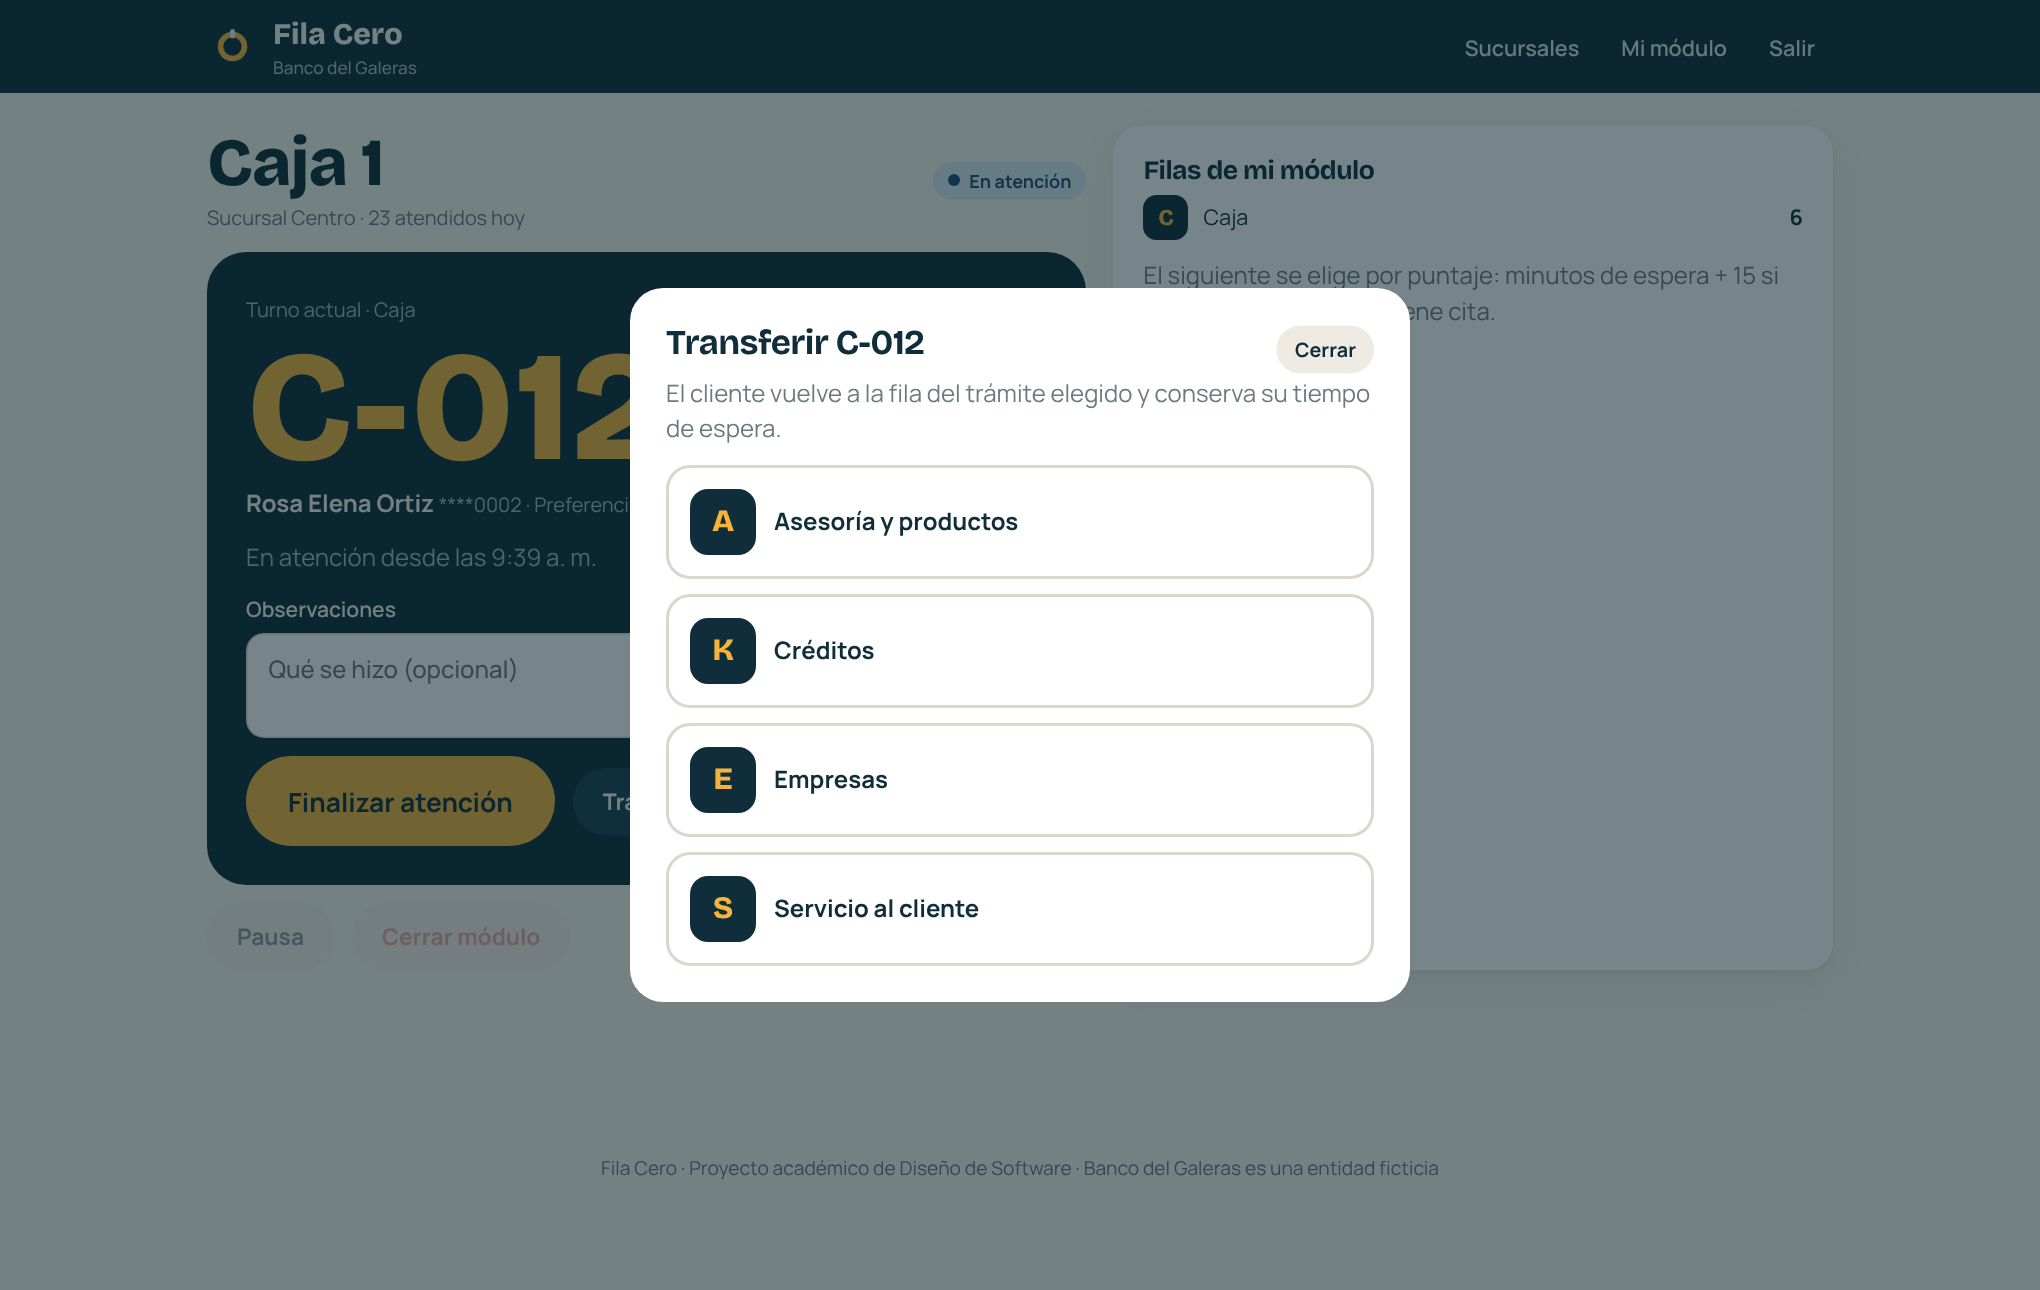 Fila Cero
Banco del Galeras
Sucursales
Mi módulo
Salir
Caja 1
En atención
Sucursal Centro · 23 atendidos hoy
Turno actual · Caja
C-012
Rosa Elena Ortiz ****0002 ·
En atención desde las 9:39 a. m.
Observaciones
Qué se hizo (opcional)
Finalizar atención
Pausa
Cerrar módulo
Filas de mi módulo
C
Caja
6
El siguiente se elige por puntaje: minutos de espera + 15 si
cita.
Transferir C-012
Cerrar
El cliente vuelve a la fila del trámite elegido y conserva su tiempo
de espera.
A
Asesoría y productos
K
Créditos
E
Empresas
S
Servicio al cliente
Fila Cero · Proyecto académico de Diseño de Software · Banco del Galeras es una entidad ficticia